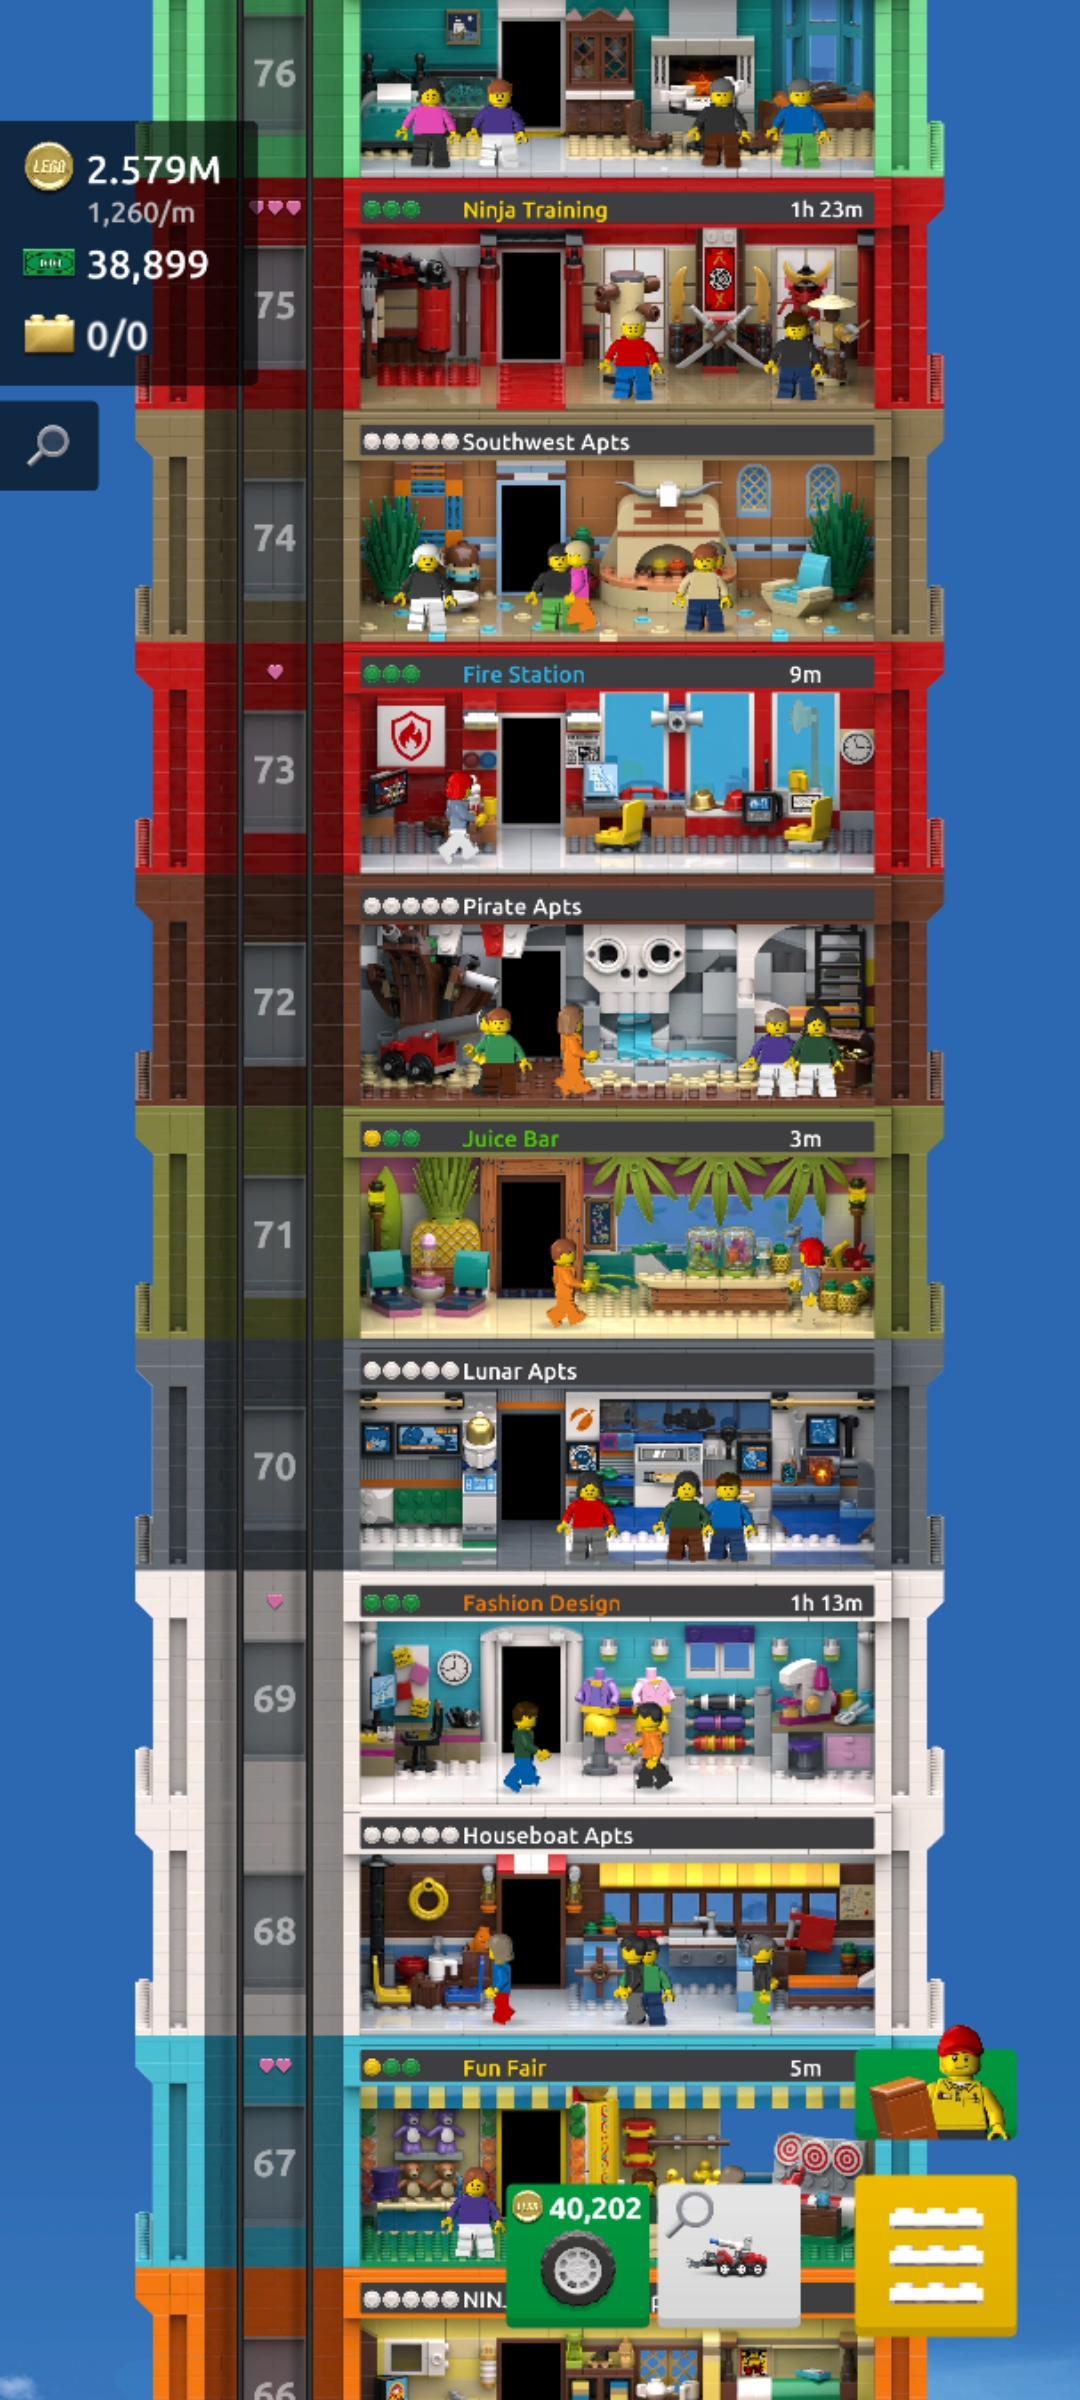 76
LEGO 2.579M
1,260/m
38,899
0/0
Ninja Training 1h 23m
75
Southwest Apts
74
Fire Station 9m
73
Pirate Apts
72
Juice Bar 3m
71
Lunar Apts
70
Fashion Design 1h 13m
69
Houseboat Apts
68
Fun Fair 5m
67
40,202
NIN
66